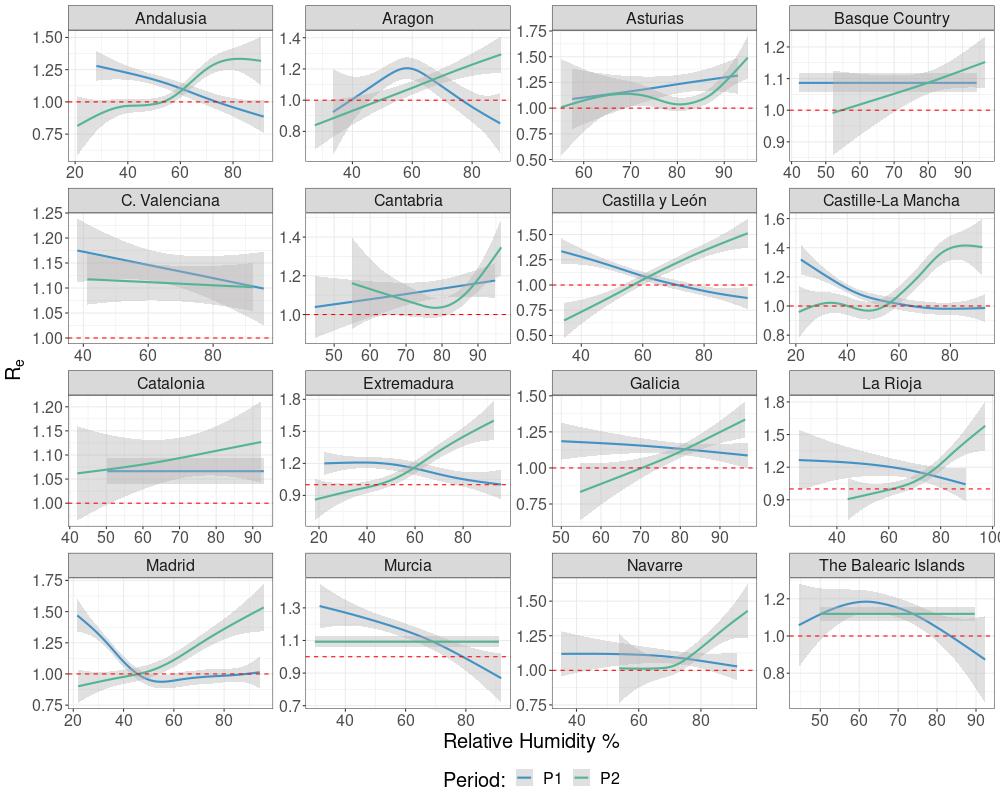 Andalusia Aragon Asturias Basque Country
1.50 1.25 1.00 0.75
1.4 1.2 1.0 0.8
1.75 1.50 1.25 1.00 0.75 0.50
1.2 1.1 1.0 0.9
20 40 60 80 40 60 80 60 70 80 90 40 50 60 70 80 90
C. Valenciana Cantabria Castilla y León Castille-La Mancha
1.25 1.20 1.15 1.10 1.05 1.00
1.4 1.2 1.0
1.50 1.25 1.00 0.75 0.50
1.6 1.4 1.2 1.0 0.8
40 60 80 50 60 70 80 90 40 60 80 20 40 60 80
Re
Catalonia Extremadura Galicia La Rioja
1.20 1.15 1.10 1.05 1.00
1.8 1.5 1.2 0.9
1.50 1.25 1.00 0.75
1.8 1.5 1.2 0.9
40 50 60 70 80 90 20 40 60 80 50 60 70 80 90 40 60 80 100
Madrid Murcia Navarre The Balearic Islands
1.75 1.50 1.25 1.00 0.75
1.3 1.1 0.9 0.7
1.50 1.25 1.00 0.75
1.2 1.0 0.8
20 40 60 80 40 60 80 40 60 80 50 60 70 80 90
Relative Humidity %
Period: P1 P2